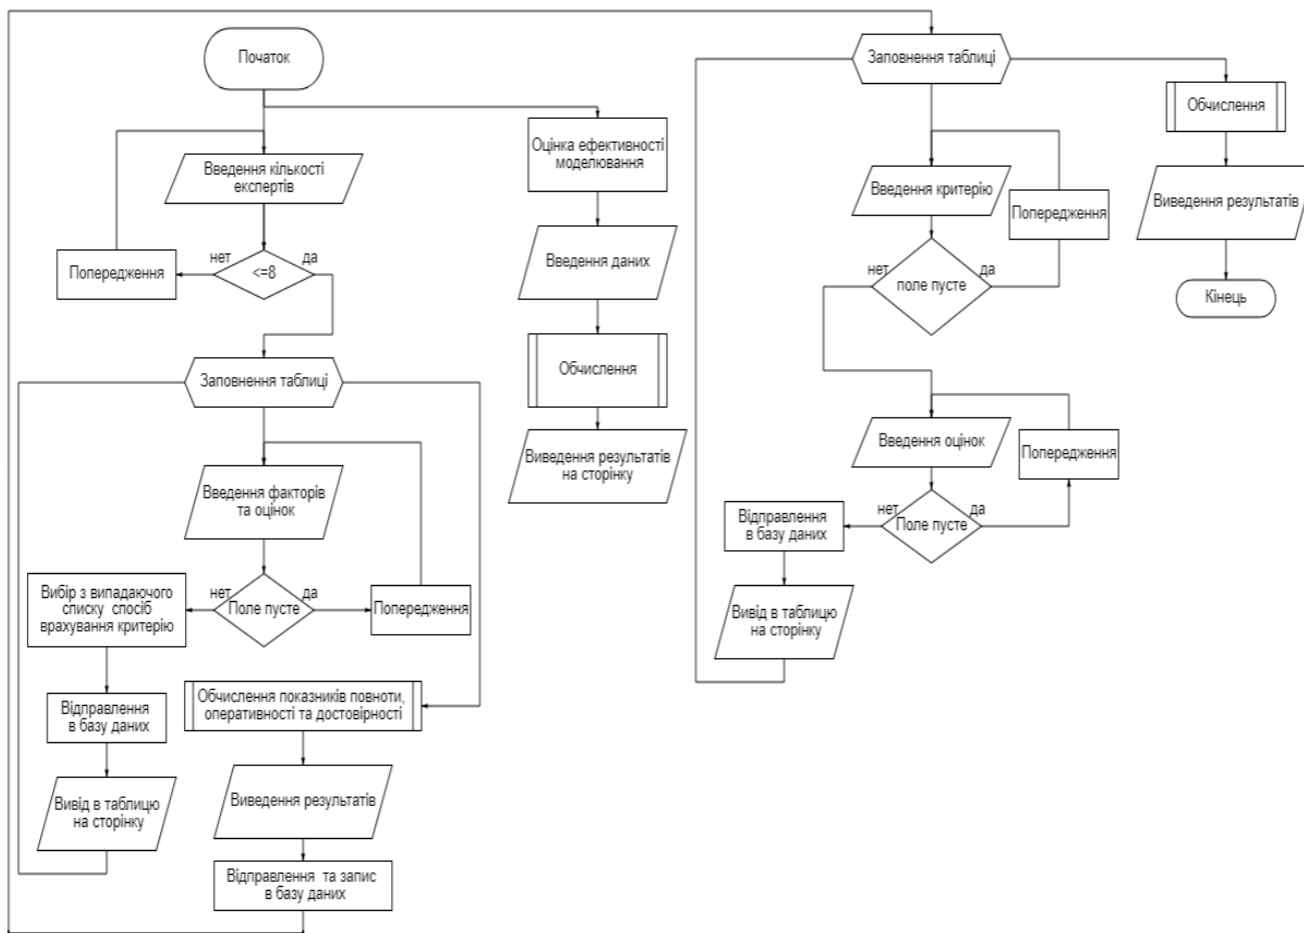 Початок
Введення кількості
експертів
нет
да
Попередження
<=8
Заповнення таблиці
Введення факторів
та оцінок
Вибір з випадаючого
списку спосіб
врахування критерію
нет
да
Поле пусте
Попередження
Відправлення
в базу даних
Вивід в таблицю
на сторінку
Обчислення показників повноти,
оперативності та достовірності
Виведення результатів
Відправлення та запис
в базу даних
Оцінка ефективності
моделювання
Введення даних
Обчислення
Виведення результатів
на сторінку
Заповнення таблиці
Введення критерію
Попередження
нет
да
поле пусте
Введення оцінок
Попередження
нет
да
Поле пусте
Відправлення
в базу даних
Вивід в таблицю
на сторінку
Обчислення
Виведення результатів
Кінець